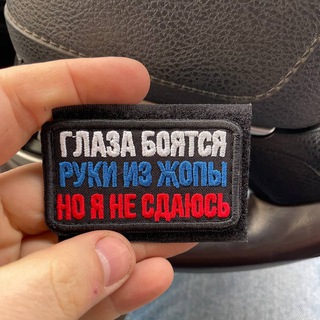 ГЛАЗА БОЯТСЯ
РУКИ ИЗ ЖОПЫ
НО Я НЕ СДАЮСЬ